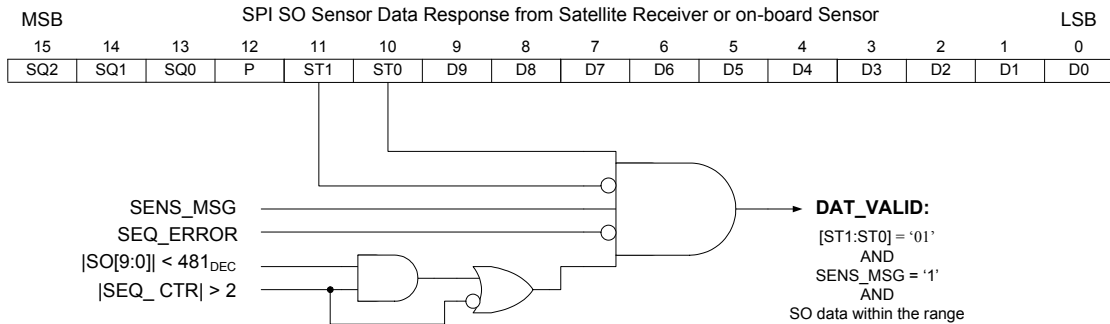 SPI SO Sensor Data Response from Satellite Receiver or on-board Sensor
MSB LSB
15 14 13 12 11 10 9 8 7 6 5 4 3 2 1 0
SQ2 SQ1 SQ0 P ST1 ST0 D9 D8 D7 D6 D5 D4 D3 D2 D1 D0
SENS_MSG
SEQ_ERROR
|SO[9:0]| < 481DEC
|SEQ_ CTR| > 2
DAT_VALID:
[ST1:ST0] = ‘01’
AND
SENS_MSG = ‘1’
AND
SO data within the range